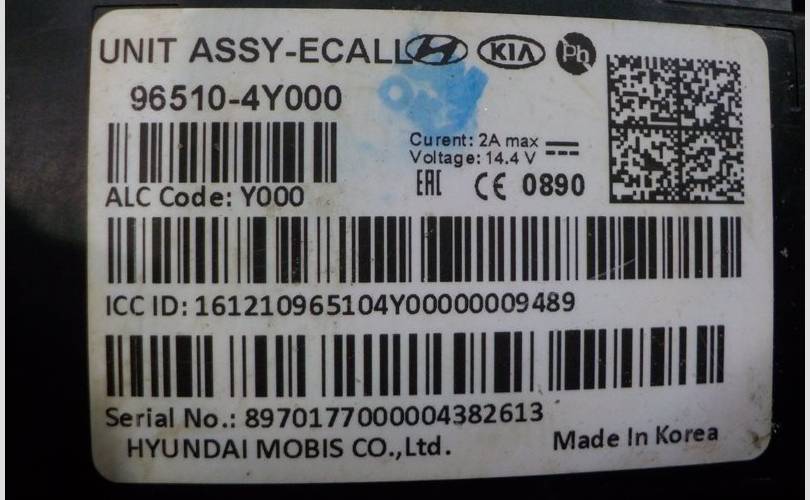 UNIT ASSY-ECALL HYUNDAI KIA Ph
96510-4Y000
Curent: 2A max
Voltage: 14.4 V
ALC Code: Y000
EAC CE 0890
ICC ID: 161210965104Y00000009489
Serial No.: 8970177000004382613
HYUNDAI MOBIS CO.,Ltd.
Made In Korea